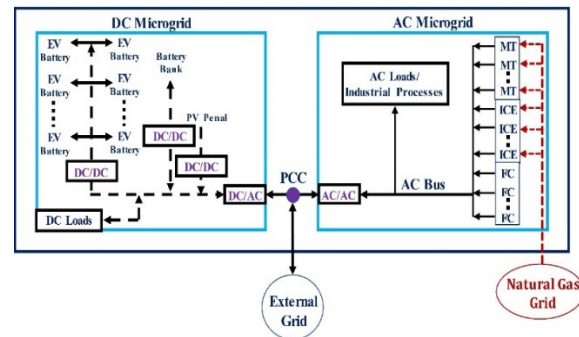 DC Microgrid
EV
Battery
EV
Battery
EV
Battery
EV
Battery
EV
Battery
EV
Battery
Battery
Bank
PV Penal
DC/DC
DC/DC
DC/DC
DC Loads
DC/AC
PCC
External
Grid
AC Microgrid
AC Loads/
Industrial Processes
AC/AC
AC Bus
MT
MT
MT
ICE
ICE
ICE
FC
FC
FC
Natural Gas
Grid